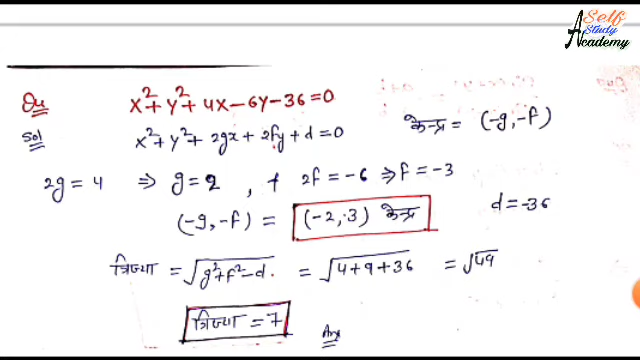 Self
Study
Academy
Qu x²+y²+4x-6y-36=0
Sol x²+y²+2gx+2fy+d=0 केन्द्र = (-g,-f)
2g=4 ⇒ g=2, + 2f=-6 ⇒ f=-3
(-g,-f) = (-2,3) केन्द्र d=-36
त्रिज्या = √g²+f²-d = √4+9+36 = √49
त्रिज्या = 7 Ans